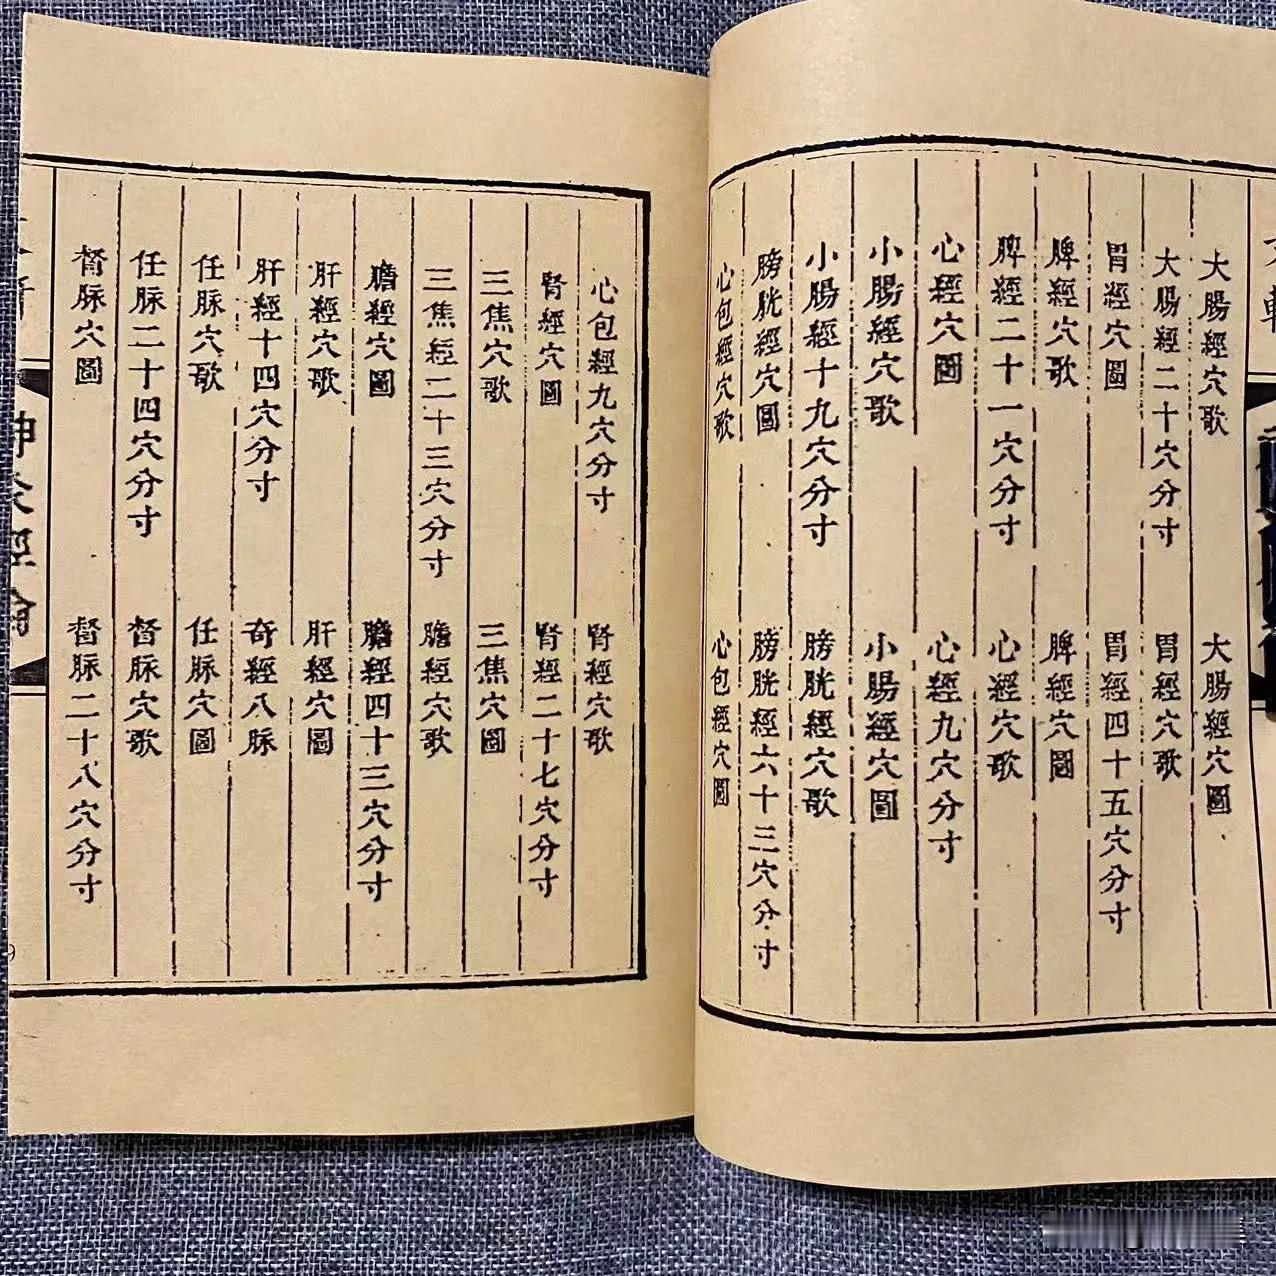 大腸經穴歌
大腸經穴圖
大腸經二十穴分寸
胃經穴歌
胃經穴圖
胃經四十五穴分寸
脾經穴歌
脾經穴圖
脾經二十一穴分寸
心經穴歌
心經穴圖
心經九穴分寸
小腸經穴歌
小腸經穴圖
小腸經十九穴分寸
膀胱經穴歌
膀胱經穴圖
膀胱經六十三穴分寸
心包經穴歌
心包經穴圖
心包經九穴分寸
腎經穴歌
腎經穴圖
腎經二十七穴分寸
三焦穴歌
三焦穴圖
三焦經二十三穴分寸
膽經穴歌
膽經穴圖
膽經四十三穴分寸
肝經穴歌
肝經穴圖
肝經十四穴分寸
奇經八脈
任脈穴歌
任脈穴圖
任脈二十四穴分寸
督脈穴歌
督脈穴圖
督脈二十八穴分寸
神灸經綸